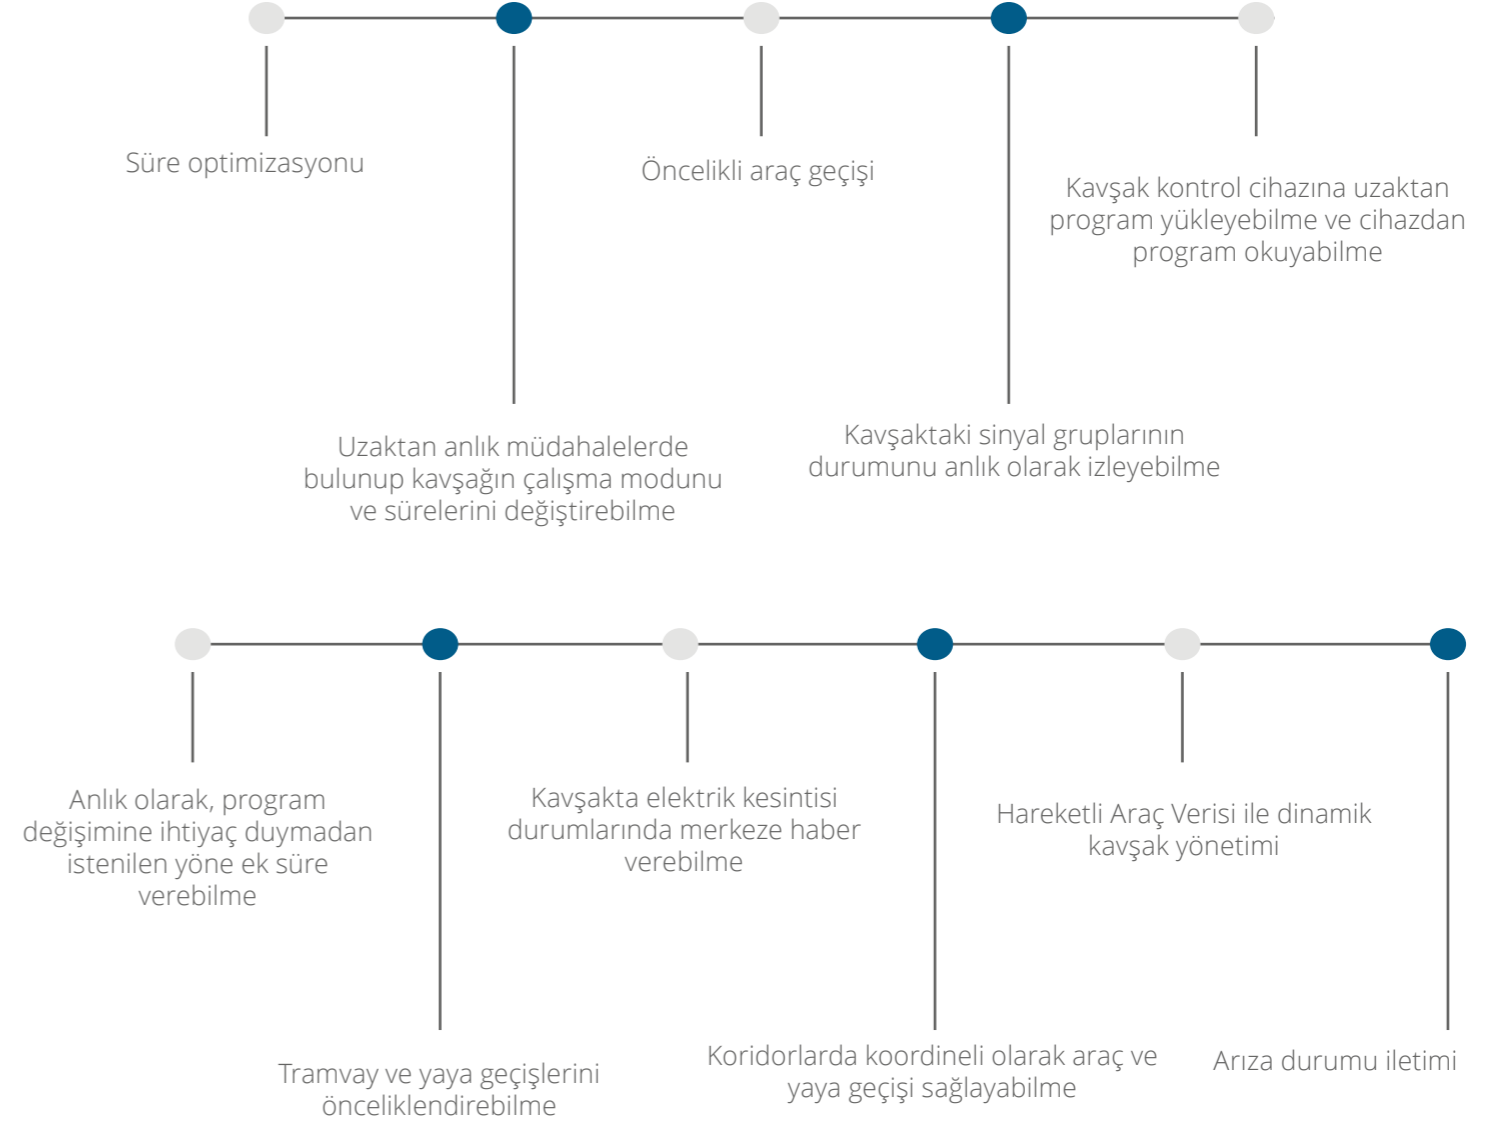 Süre optimizasyonu
Uzaktan anlık müdahalelerde
bulunup kavşağın çalışma modunu
ve sürelerini değiştirebilme
Öncelikli araç geçişi
Kavşaktaki sinyal gruplarının
durumunu anlık olarak izleyebilme
Kavşak kontrol cihazına uzaktan
program yükleyebilme ve cihazdan
program okuyabilme
Anlık olarak, program
değişimine ihtiyaç duymadan
istenilen yöne ek süre
verebilme
Tramvay ve yaya geçişlerini
önceliklendirebilme
Kavşakta elektrik kesintisi
durumlarında merkeze haber
verebilme
Koridorlarda koordineli olarak araç ve
yaya geçişi sağlayabilme
Hareketli Araç Verisi ile dinamik
kavşak yönetimi
Arıza durumu iletimi